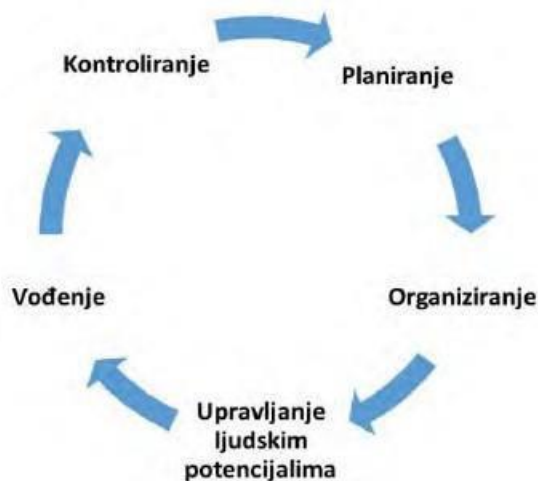 Kontroliranje
Planiranje
Organiziranje
Upravljanje
ljudskim
potencijalima
Vođenje